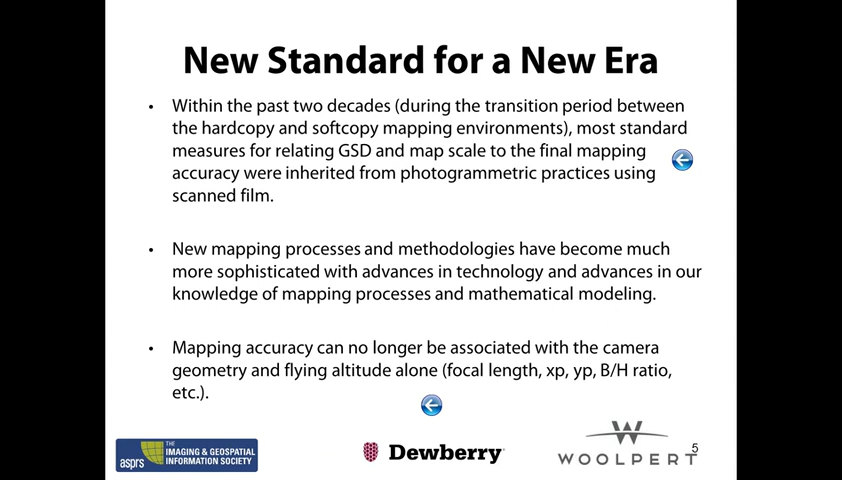 New Standard for a New Era
• Within the past two decades (during the transition period between
the hardcopy and softcopy mapping environments), most standard
measures for relating GSD and map scale to the final mapping
accuracy were inherited from photogrammetric practices using
scanned film.
• New mapping processes and methodologies have become much
more sophisticated with advances in technology and advances in our
knowledge of mapping processes and mathematical modeling.
• Mapping accuracy can no longer be associated with the camera
geometry and flying altitude alone (focal length, xp, yp, B/H ratio,
etc.).
asprs THE
IMAGING & GEOSPATIAL
INFORMATION SOCIETY
Dewberry
WOOLPERT
5